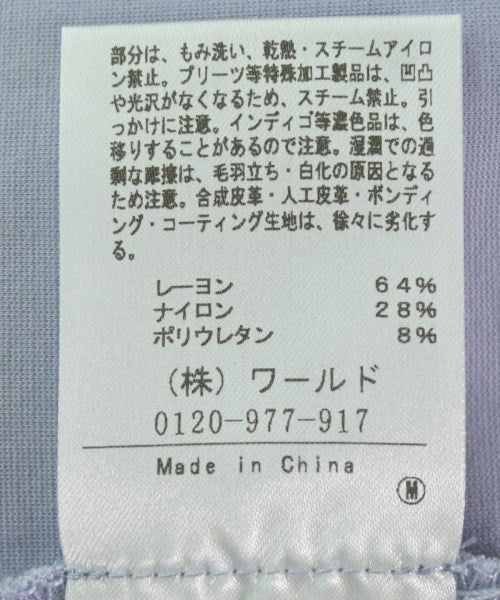 部分は、もみ洗い、乾熱・スチームアイロ
ン禁止。プリーツ等特殊加工製品は、凹凸
や光沢がなくなるため、スチーム禁止。引
っかけに注意。インディゴ等濃色品は、色
移りすることがあるので注意。湿潤での過
剰な摩擦は、毛羽立ち・白化の原因となる
ため注意。合成皮革・人工皮革・ボンディ
ング・コーティング生地は、徐々に劣化す
る。
レーヨン 64%
ナイロン 28%
ポリウレタン 8%
(株)ワールド
0120-977-917
Made in China
M